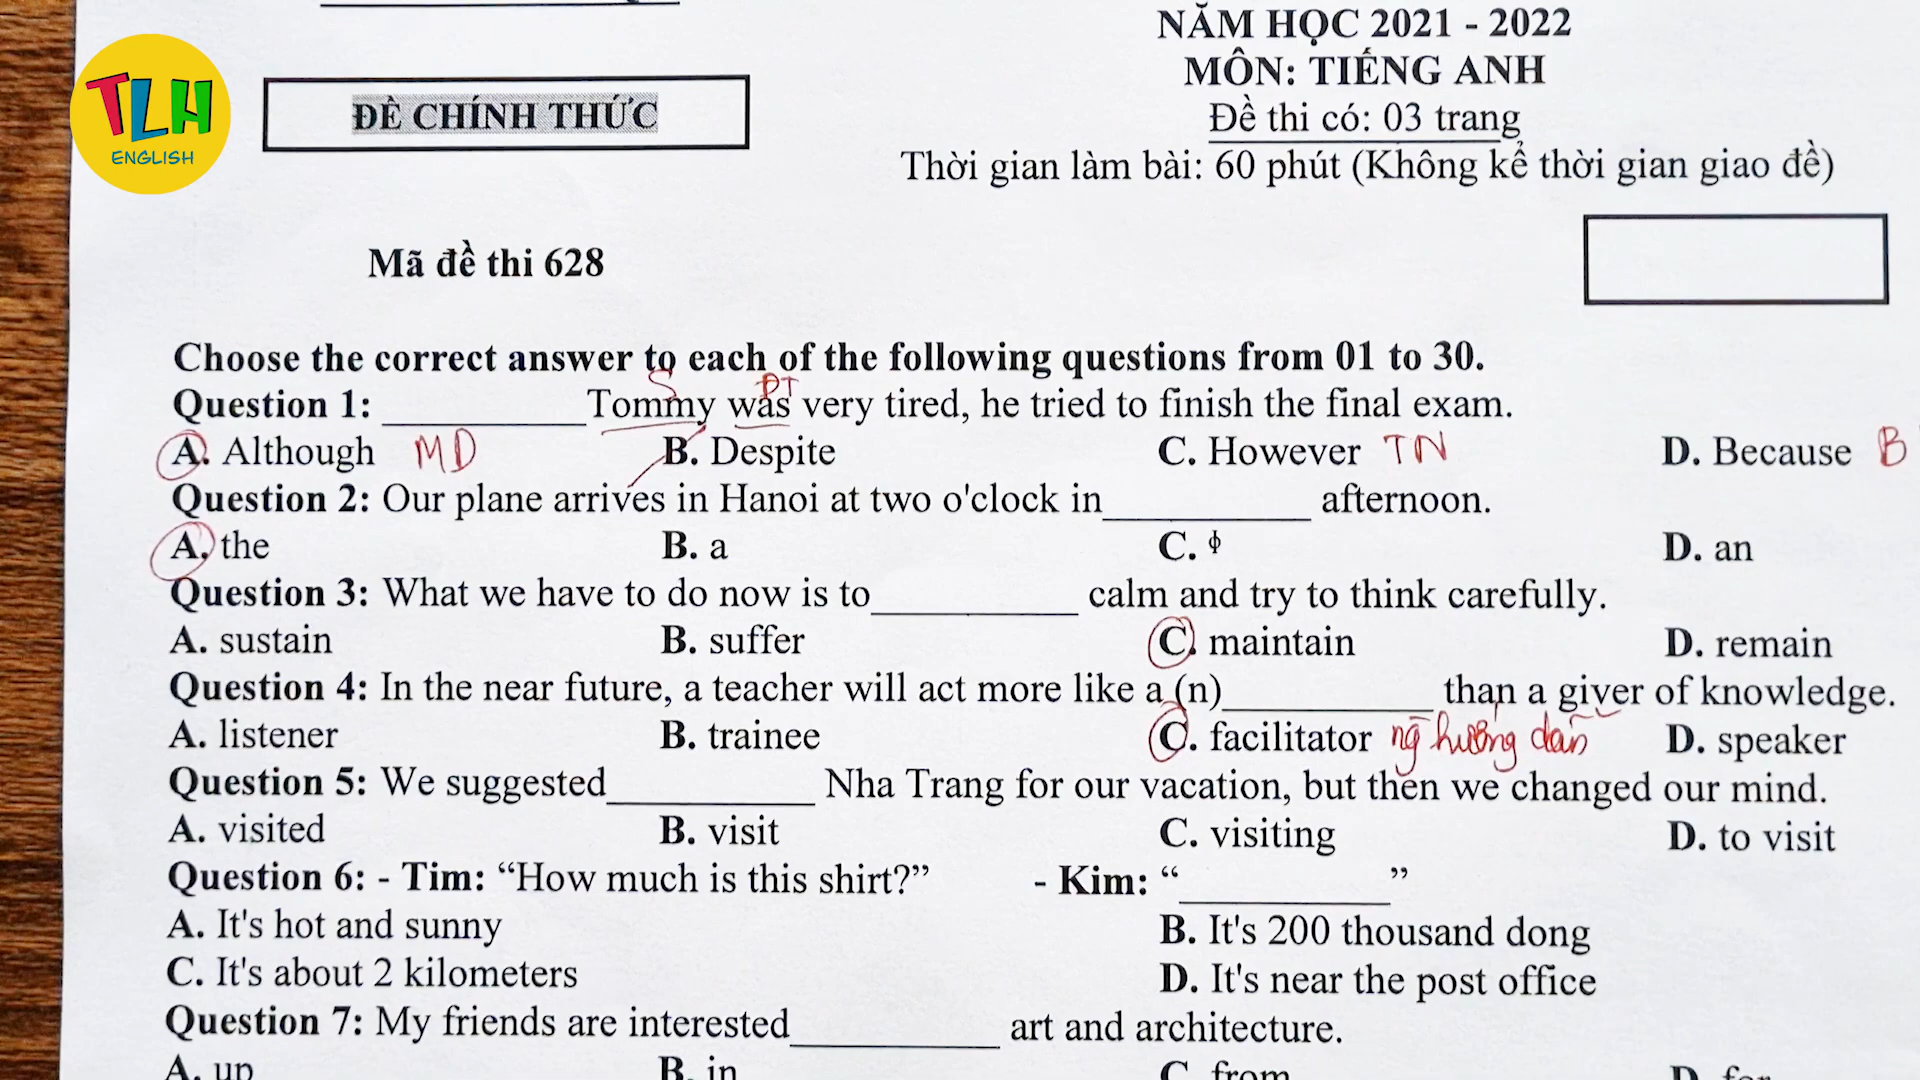 NĂM HỌC 2021 - 2022
TLH
ENGLISH
ĐỀ CHÍNH THỨC
MÔN: TIẾNG ANH
Đề thi có: 03 trang
Thời gian làm bài: 60 phút (Không kể thời gian giao đề)
Mã đề thi 628
Choose the correct answer to each of the following questions from 01 to 30.
S ĐT
Question 1: __________ Tommy was very tired, he tried to finish the final exam.
A. Although MD B. Despite C. However TN D. Because B
Question 2: Our plane arrives in Hanoi at two o'clock in__________ afternoon.
A. the B. a C. ϕ D. an
Question 3: What we have to do now is to__________ calm and try to think carefully.
A. sustain B. suffer C. maintain D. remain
Question 4: In the near future, a teacher will act more like a (n)__________ than a giver of knowledge.
A. listener B. trainee C. facilitator ng hướng dẫn D. speaker
Question 5: We suggested__________ Nha Trang for our vacation, but then we changed our mind.
A. visited B. visit C. visiting D. to visit
Question 6: - Tim: “How much is this shirt?” - Kim: “__________”
A. It's hot and sunny B. It's 200 thousand dong
C. It's about 2 kilometers D. It's near the post office
Question 7: My friends are interested__________ art and architecture.
A. up B. in C. from D. for